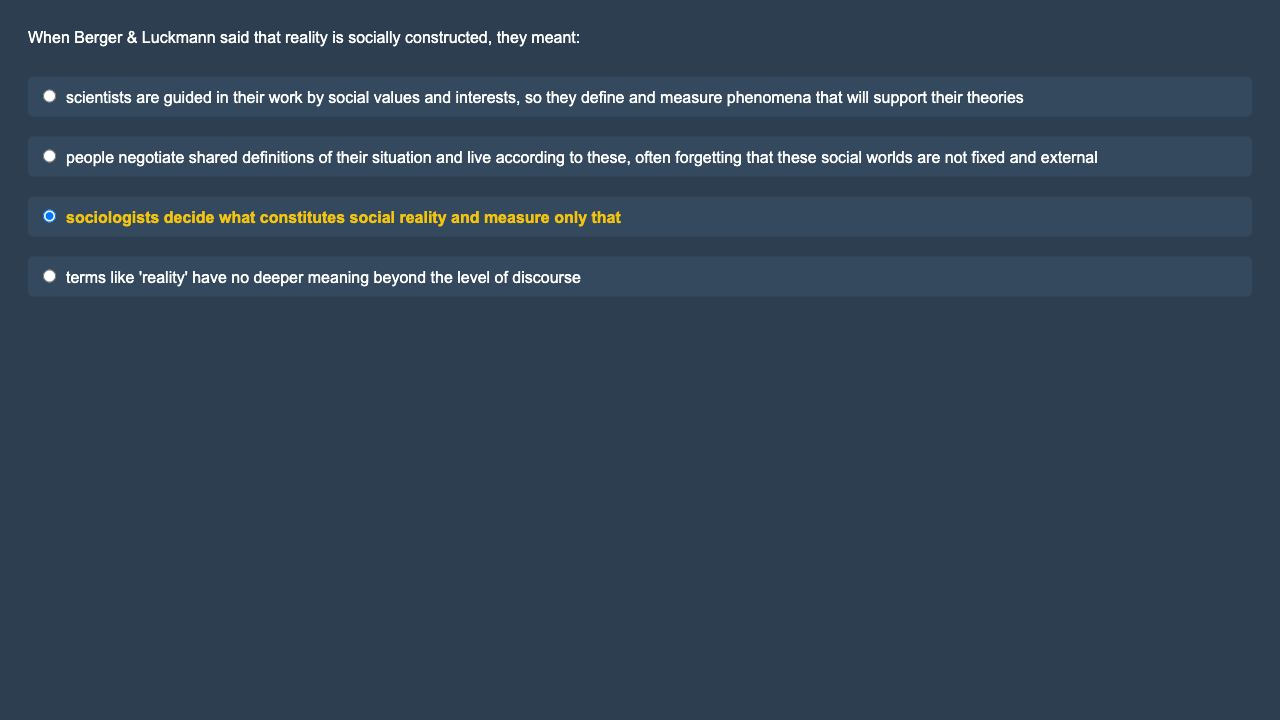 When Berger & Luckmann said that reality is socially constructed, they meant:
scientists are guided in their work by social values and interests, so they define and measure phenomena that will support their theories
people negotiate shared definitions of their situation and live according to these, often forgetting that these social worlds are not fixed and external
sociologists decide what constitutes social reality and measure only that
terms like 'reality' have no deeper meaning beyond the level of discourse